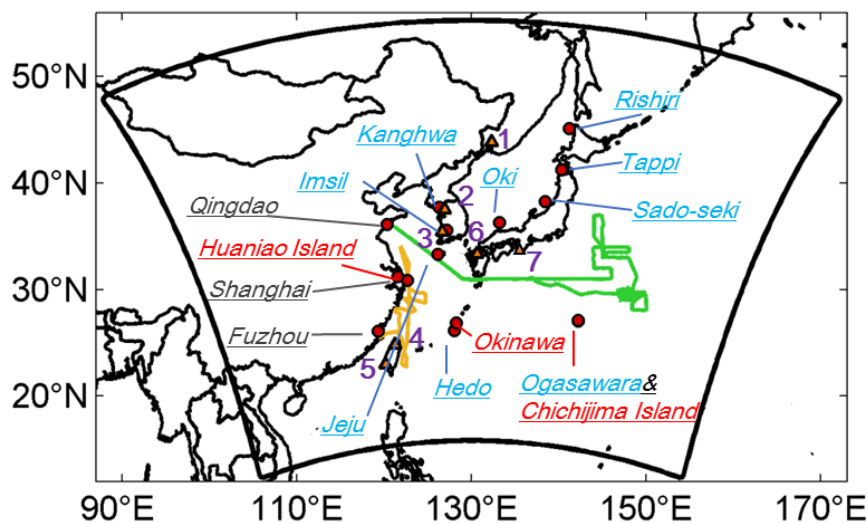 50°N
40°N
30°N
20°N
90°E
110°E
130°E
150°E
170°E
Rishiri
Kanghwa
1
Tappi
Imsil
Oki
2
Qingdao
Sado-seki
3
6
7
Huaniao Island
Shanghai
Fuzhou
4
Okinawa
5
Hedo
Ogasawara&
Chichijima Island
Jeju